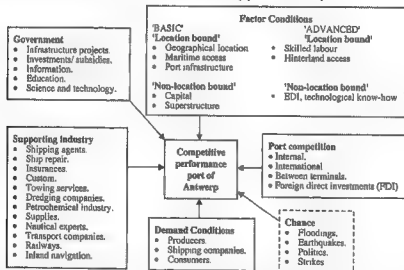 Factor Conditions
'BASIC' 'ADVANCED'
'Location bound' 'Location bound'
Geographical location
Maritime access
Port infrastructure
Skilled labour
Hinterland access
'Non-location bound' 'Non-location bound'
Capital
Superstructure
EDI, technological know-how
Government
Infrastructure projects.
Investments/ subsidies.
Information.
Education.
Science and technology.
Supporting industry
Shipping agents.
Ship repair.
Insurances.
Custom.
Towing services.
Dredging companies.
Petrochemical industry.
Supplies.
Nautical experts.
Transport companies.
Railways.
Inland navigation.
Competitive
performance
port of
Antwerp
Port competition
Internal.
International
Between terminals.
Foreign direct investments (FDI)
Demand Conditions
Producers.
Shipping companies.
Consumers.
Chance
Floodings.
Earthquakes.
Politics.
Strikes